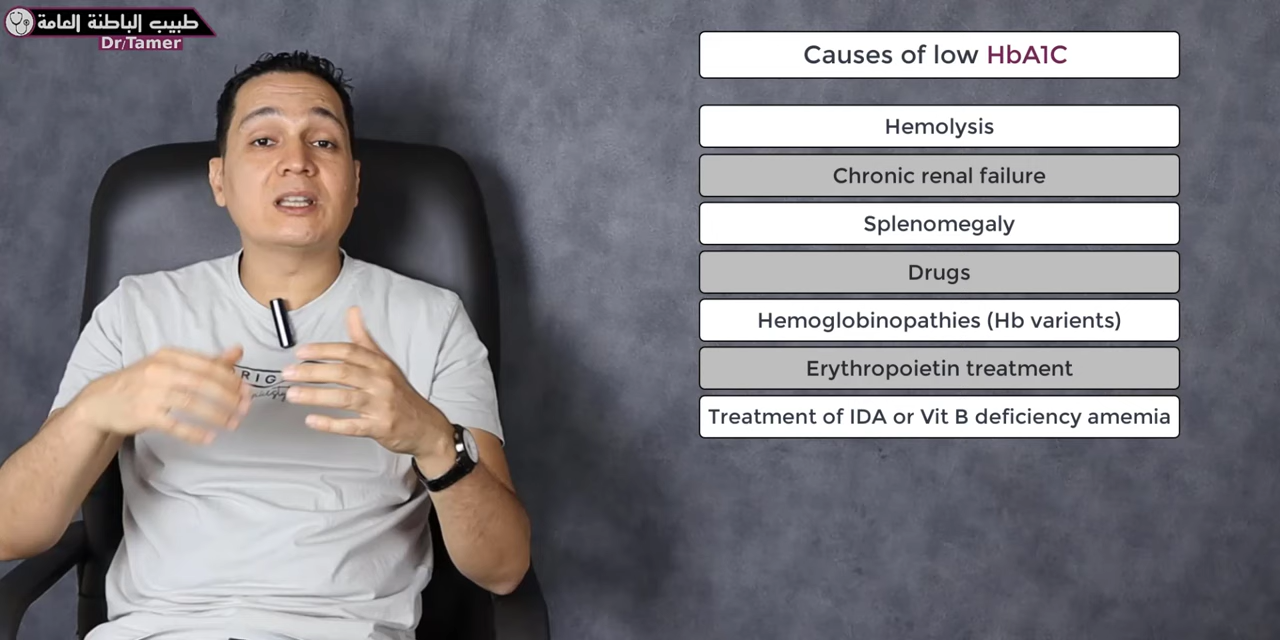 طبيب الباطنة العامة
Dr/Tamer
Causes of low HbA1C
Hemolysis
Chronic renal failure
Splenomegaly
Drugs
Hemoglobinopathies (Hb varients)
Erythropoietin treatment
Treatment of IDA or Vit B deficiency amemia
RIG